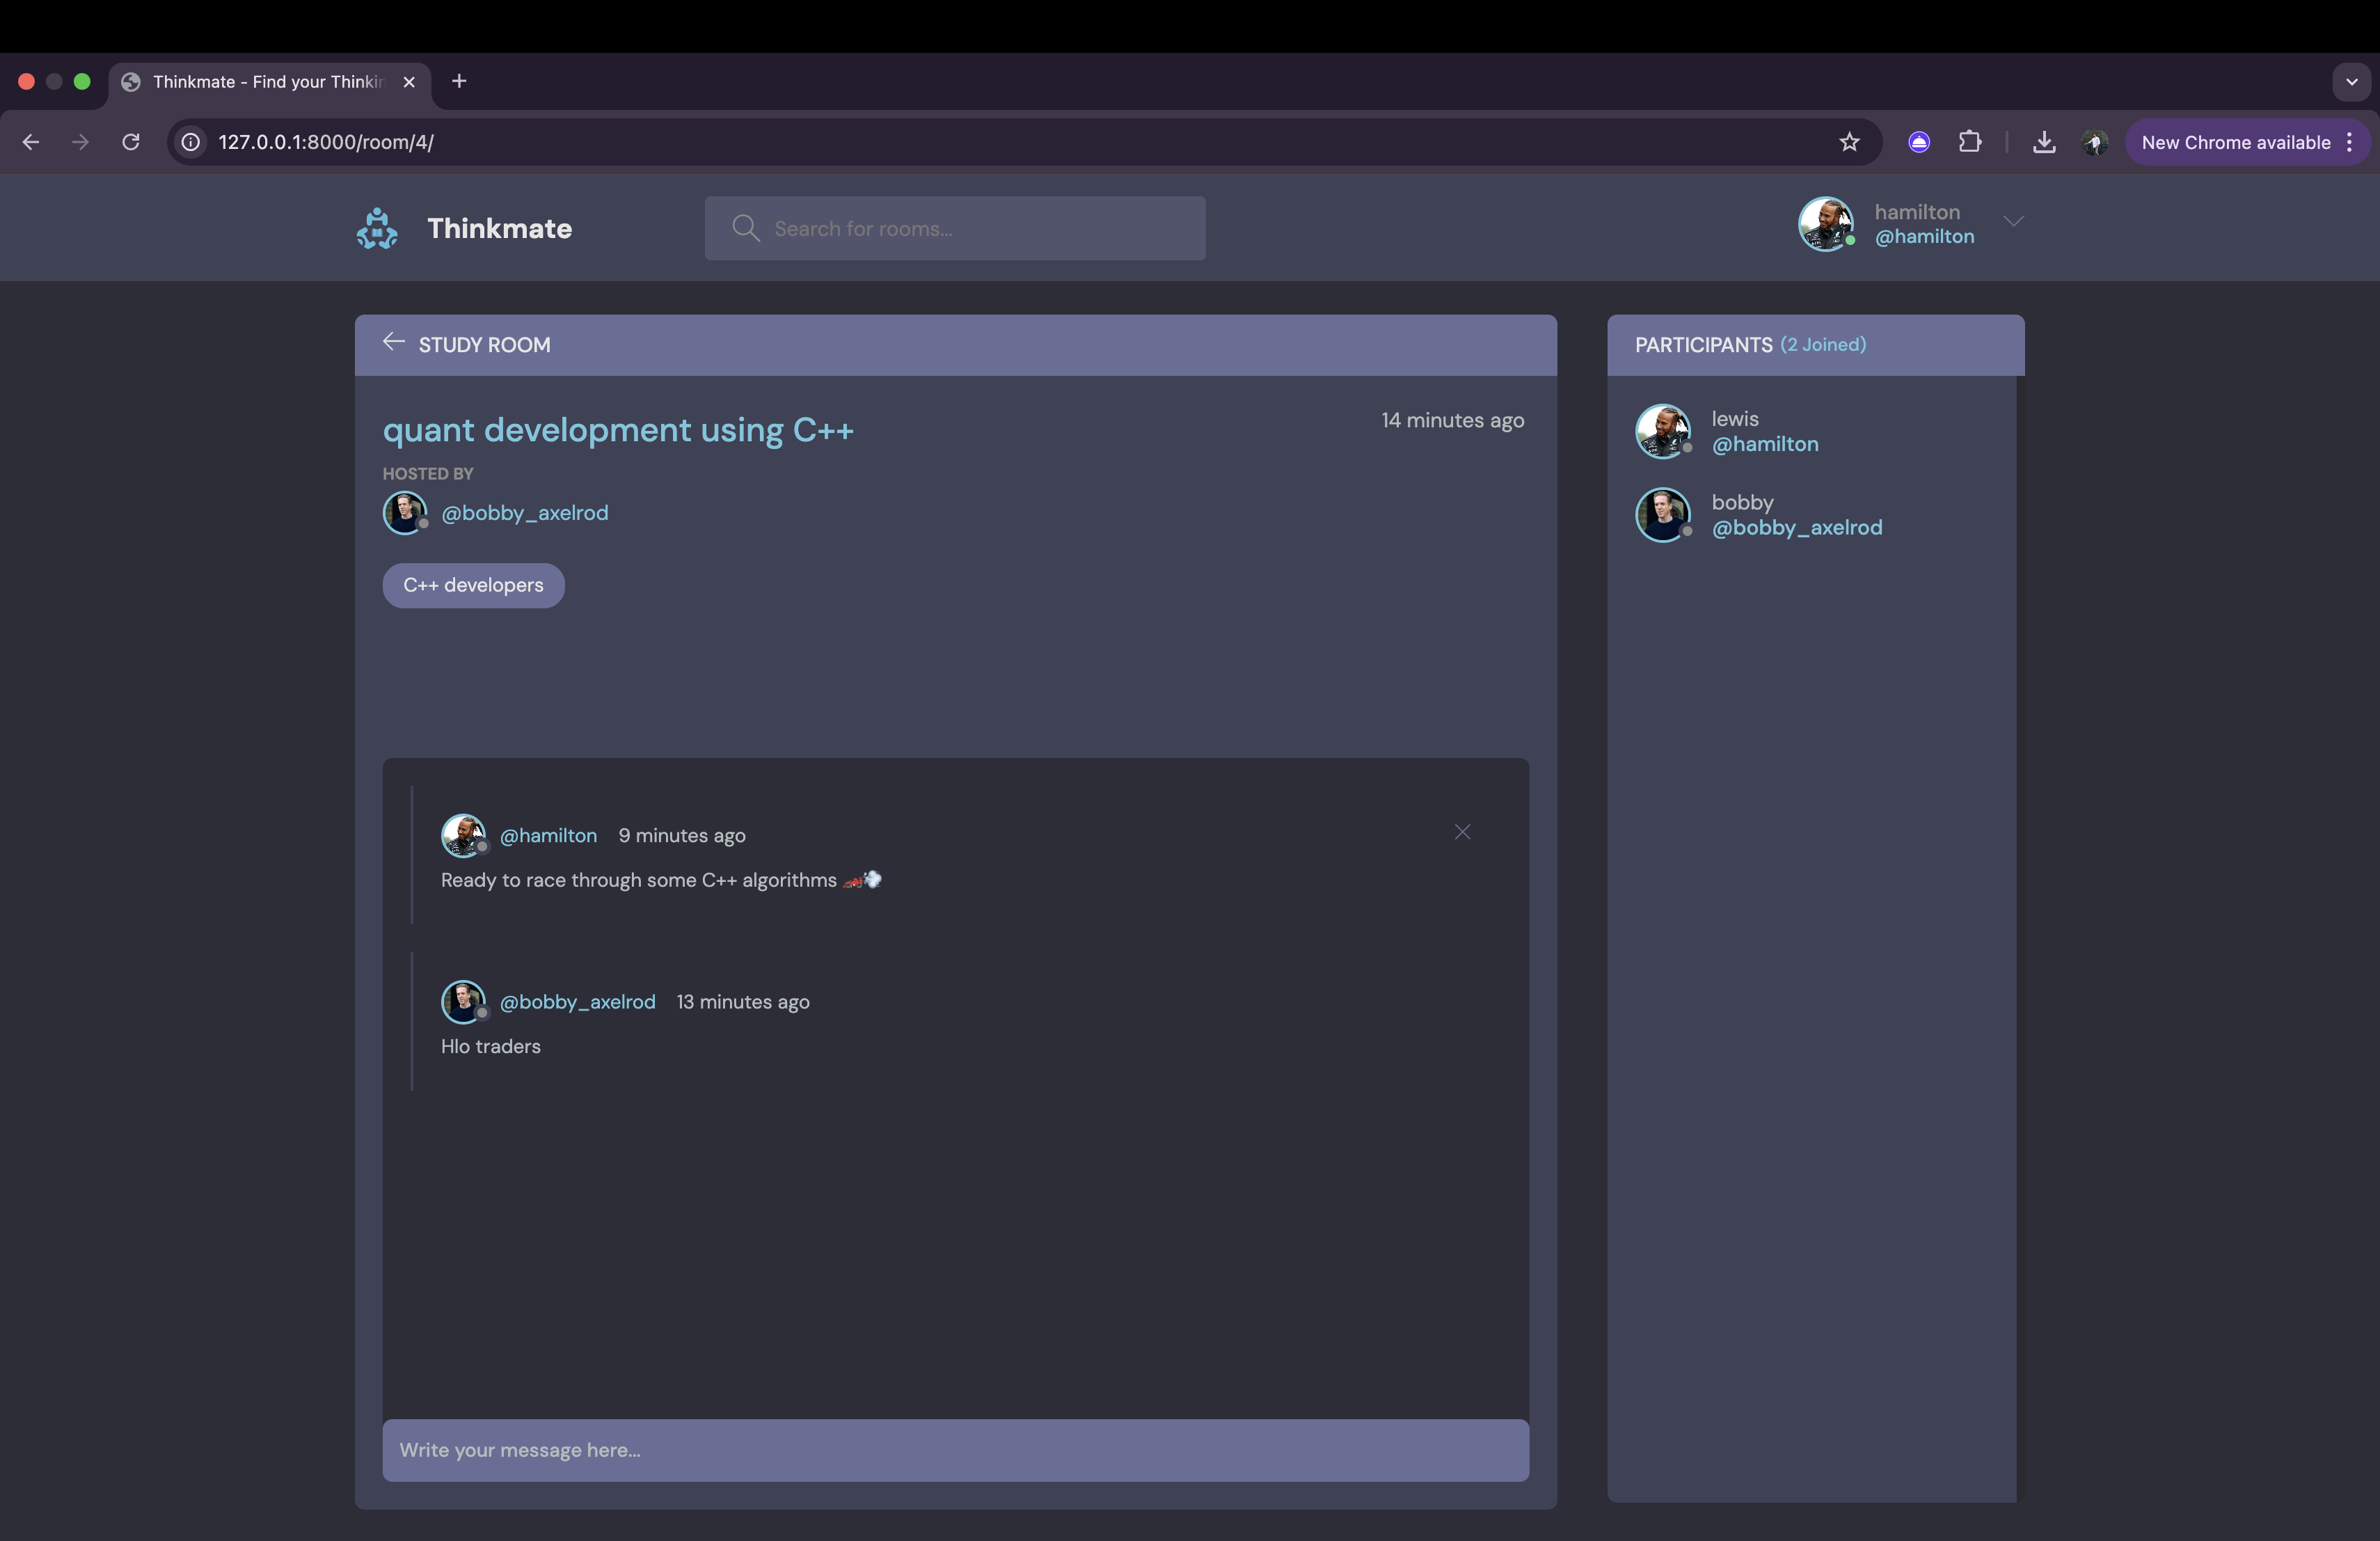 Thinkmate - Find your Thinkin
127.0.0.1:8000/room/4/
New Chrome available
Thinkmate
Search for rooms...
hamilton
@hamilton
STUDY ROOM
quant development using C++
14 minutes ago
HOSTED BY
@bobby_axelrod
C++ developers
@hamilton 9 minutes ago
Ready to race through some C++ algorithms 🏎️💨
@bobby_axelrod 13 minutes ago
Hlo traders
Write your message here...
PARTICIPANTS (2 Joined)
lewis
@hamilton
bobby
@bobby_axelrod